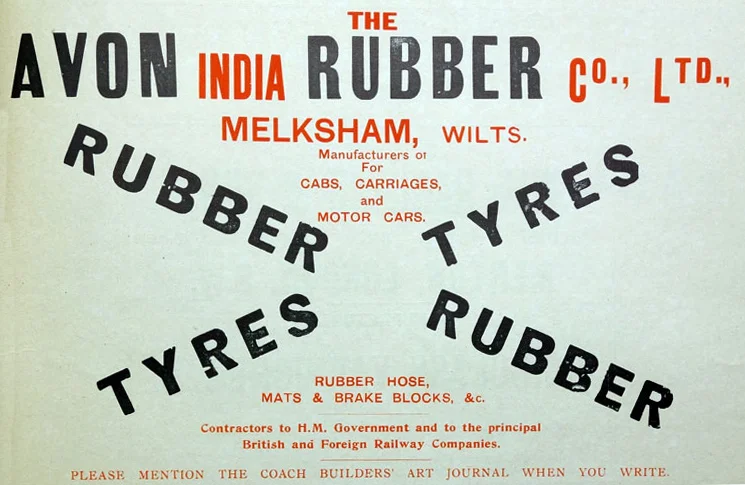 THE
AVON INDIA RUBBER CO., LTD.,
MELKSHAM, WILTS.
Manufacturers of
For
CABS, CARRIAGES,
and
MOTOR CARS.
RUBBER
TYRES
TYRES
RUBBER
RUBBER HOSE,
MATS & BRAKE BLOCKS, &c.
Contractors to H.M. Government and to the principal
British and Foreign Railway Companies.
PLEASE MENTION THE COACH BUILDERS' ART JOURNAL WHEN YOU WRITE.